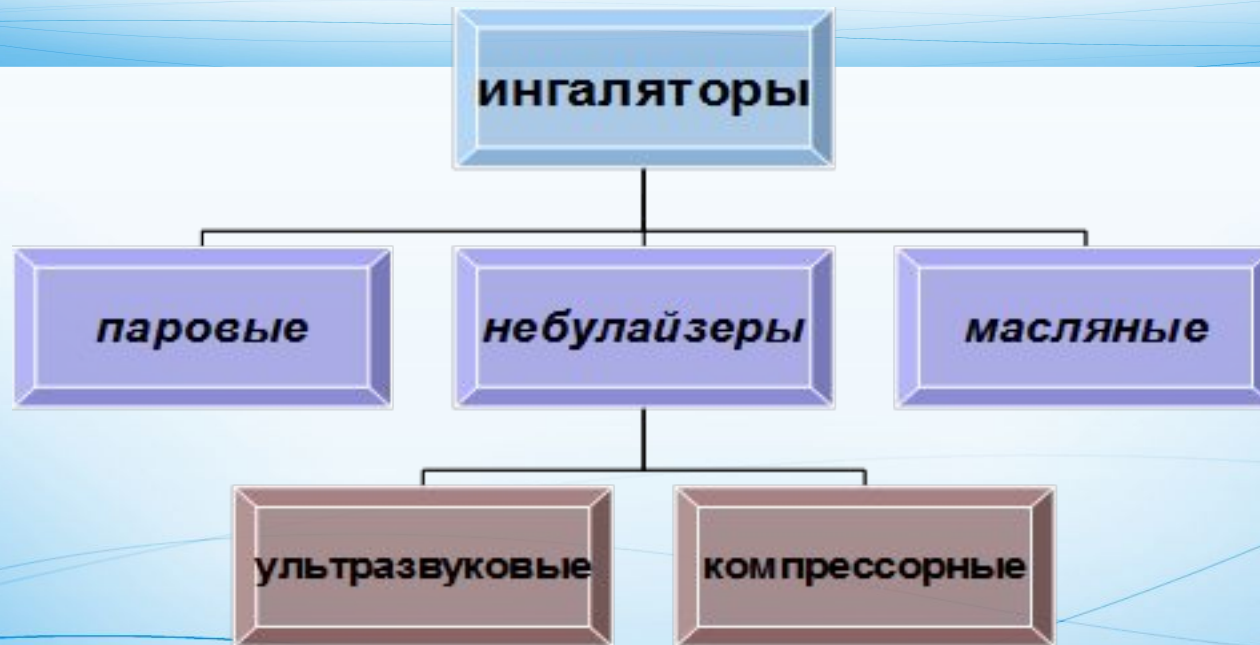 ингаляторы
паровые
небулайзеры
масляные
ультразвуковые
компрессорные